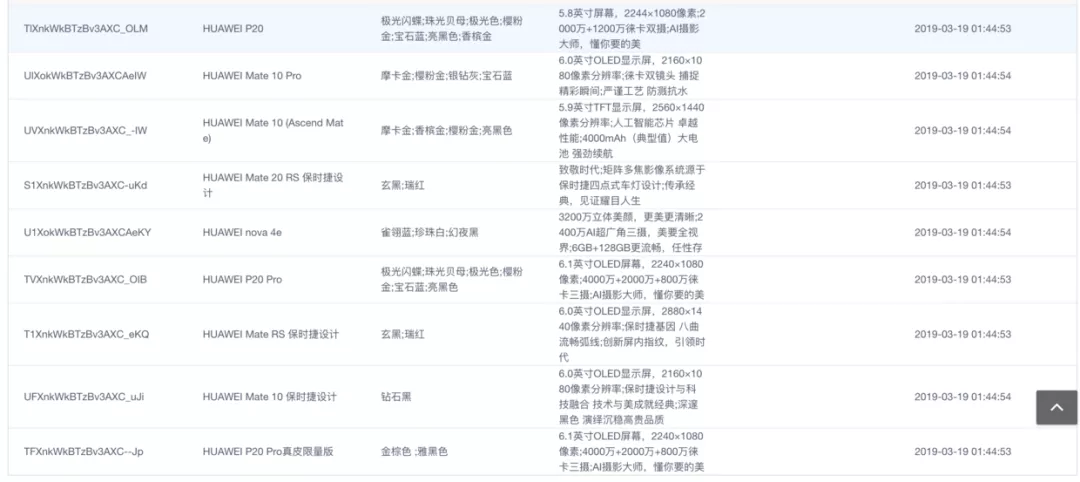 TlXnkWkBTzBv3AXC_OLM
HUAWEI P20
极光闪蝶;珠光贝母;极光色;樱粉
金;宝石蓝;亮黑色;香槟金
5.8英寸屏幕，2244×1080像素;2
000万+1200万徕卡双摄;AI摄影
大师，懂你要的美
2019-03-19 01:44:53
UlXokWkBTzBv3AXCAeIW
HUAWEI Mate 10 Pro
摩卡金;樱粉金;银钻灰;宝石蓝
6.0英寸OLED显示屏，2160×10
80像素分辨率;徕卡双镜头 捕捉
精彩瞬间;严谨工艺 防溅抗水
2019-03-19 01:44:54
UVXnkWkBTzBv3AXC_-IW
HUAWEI Mate 10 (Ascend Mat
e)
摩卡金;香槟金;樱粉金;亮黑色
5.9英寸TFT显示屏，2560×1440
像素分辨率;人工智能芯片 卓越
性能;4000mAh（典型值）大电
池 强劲续航
2019-03-19 01:44:54
S1XnkWkBTzBv3AXC-uKd
HUAWEI Mate 20 RS 保时捷设
计
玄黑;瑞红
致敬时代;矩阵多焦影像系统源于
保时捷四点式车灯设计;传承经
典，见证耀目人生
2019-03-19 01:44:53
U1XokWkBTzBv3AXCAeKY
HUAWEI nova 4e
雀翎蓝;珍珠白;幻夜黑
3200万立体美颜，更美更清晰;2
400万AI超广角三摄，美要全视
界;6GB+128GB更流畅，任性存
2019-03-19 01:44:54
TVXnkWkBTzBv3AXC_OIB
HUAWEI P20 Pro
极光闪蝶;珠光贝母;极光色;樱粉
金;宝石蓝;亮黑色
6.1英寸OLED屏幕，2240×1080
像素;4000万+2000万+800万徕
卡三摄;AI摄影大师，懂你要的美
2019-03-19 01:44:53
T1XnkWkBTzBv3AXC_eKQ
HUAWEI Mate RS 保时捷设计
玄黑;瑞红
6.0英寸OLED显示屏，2880×14
40像素分辨率;保时捷基因 八曲
流畅弧线;创新屏内指纹，引领时
代
2019-03-19 01:44:53
UFXnkWkBTzBv3AXC_uJi
HUAWEI Mate 10 保时捷设计
钻石黑
6.0英寸OLED显示屏，2160×10
80像素分辨率;保时捷设计与科
技融合 技术与美成就经典;深邃
黑色 演绎沉稳高贵品质
2019-03-19 01:44:54
TFXnkWkBTzBv3AXC--Jp
HUAWEI P20 Pro真皮限量版
金棕色 ;雅黑色
6.1英寸OLED屏幕，2240×1080
像素;4000万+2000万+800万徕
卡三摄;AI摄影大师，懂你要的美
2019-03-19 01:44:53